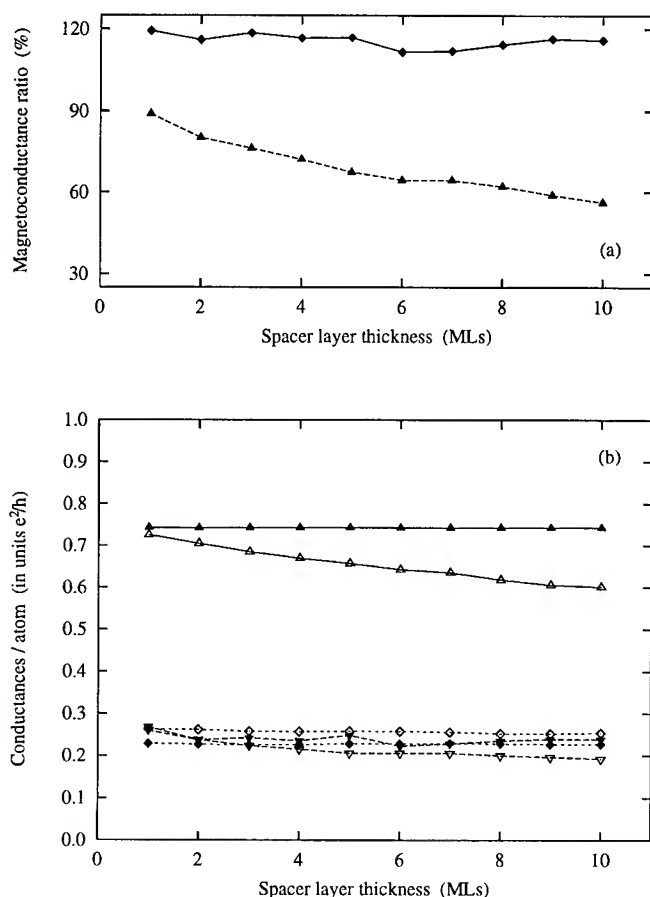 120
90
60
30
Magnetoconductance ratio (%)
(a)
0 2 4 6 8 10
Spacer layer thickness (MLs)
1.0
0.9
0.8
0.7
0.6
0.5
0.4
0.3
0.2
0.1
0.0
Conductances / atom (in units e²/h)
(b)
0 2 4 6 8 10
Spacer layer thickness (MLs)